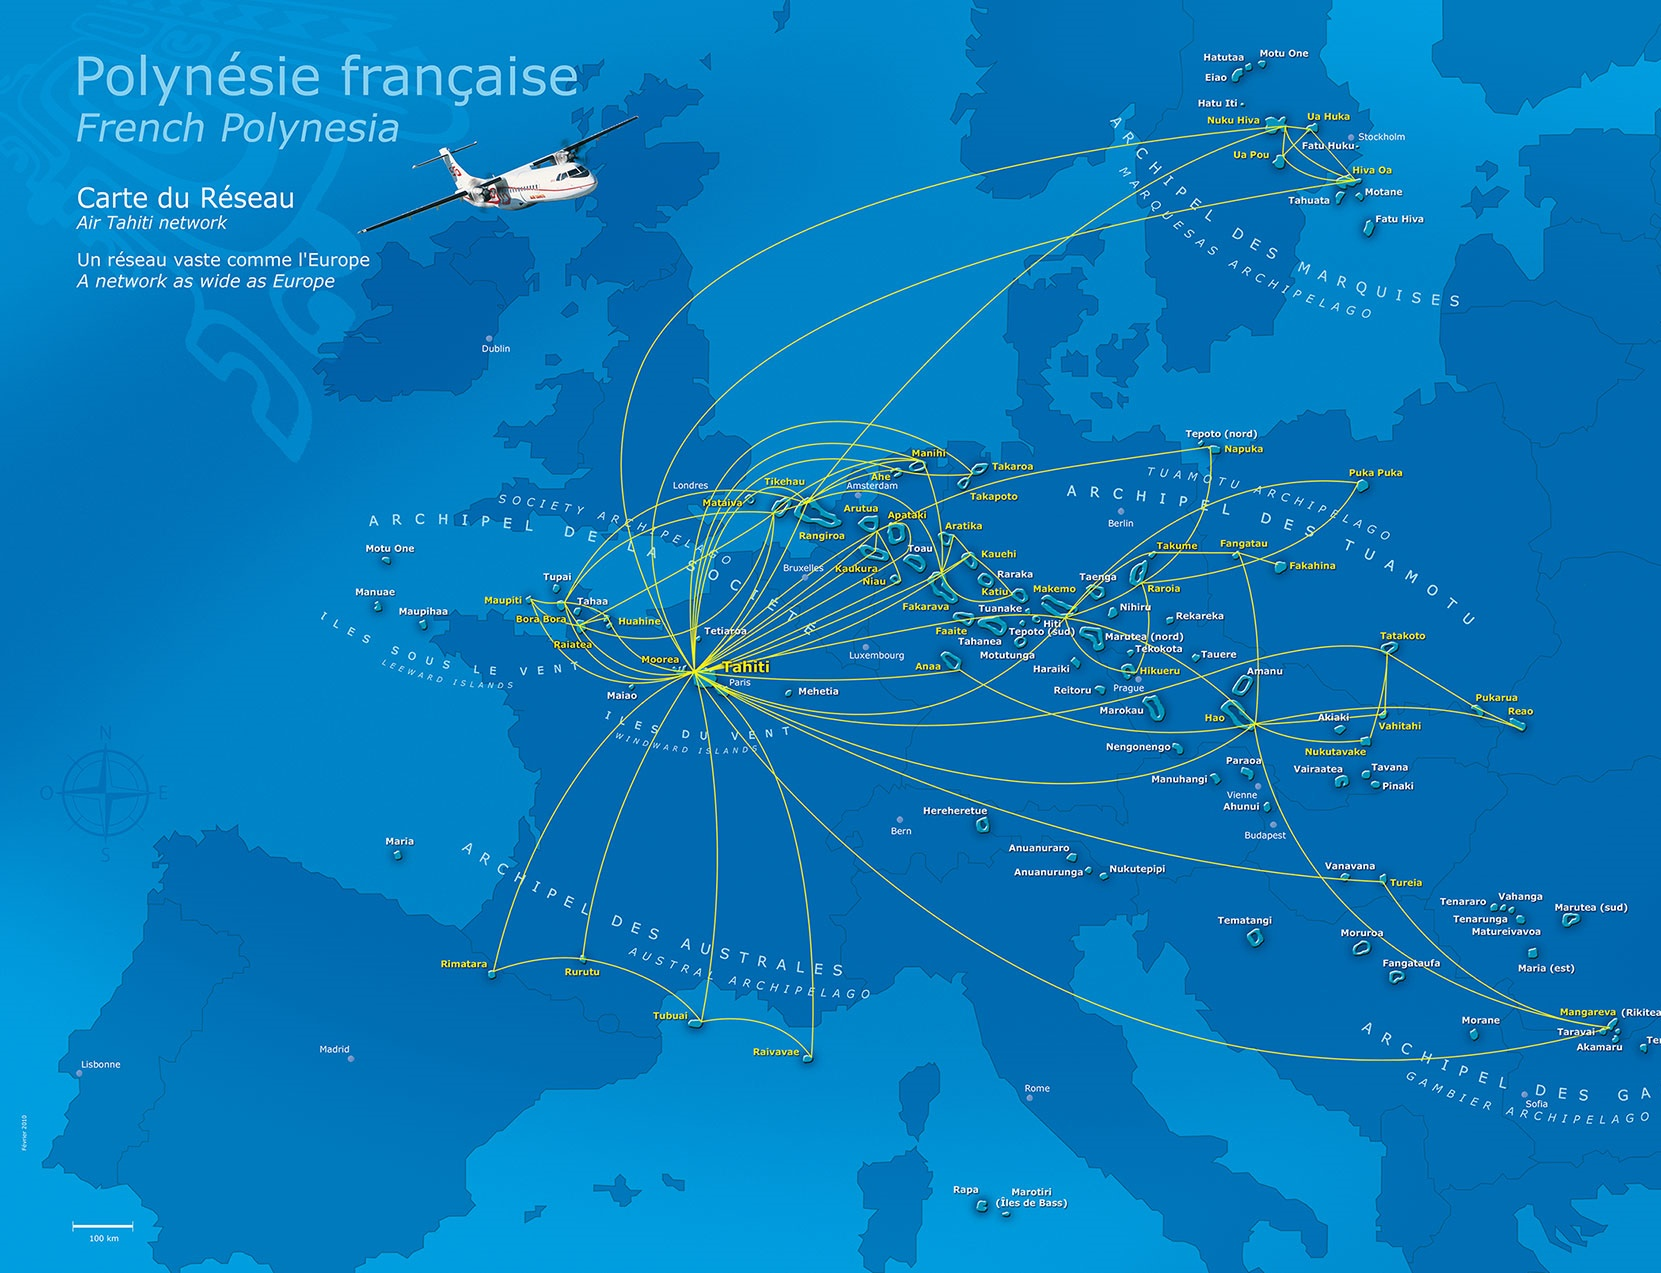 Polynésie française
French Polynesia
Carte du Réseau
Air Tahiti network
Un réseau vaste comme l'Europe
A network as wide as Europe
Hatutaa
Motu One
Eiao
Hatu Iti
Nuku Hiva
Ua Huka
Stockholm
Fatu Huku
Ua Pou
Hiva Oa
Motane
Tahuata
Fatu Hiva
ARCHIPEL DES MARQUISES
MARQUESAS ARCHIPELAGO
Dublin
Londres
Amsterdam
Berlin
Bruxelles
Luxembourg
Paris
Prague
Bern
Vienne
Budapest
Madrid
Lisbonne
Rome
Sofia
SOCIETY ARCHIPELAGO
ARCHIPEL DE LA SOCIÉTÉ
Motu One
Manuae
Maupihaa
Tupai
Maupiti
Tahaa
Bora Bora
Huahine
Raiatea
Tetiaroa
Moorea
Tahiti
Maiao
Mehetia
ILES SOUS LE VENT
LEEWARD ISLANDS
ILES DU VENT
WINDWARD ISLANDS
TUAMOTU ARCHIPELAGO
ARCHIPEL DES TUAMOTU
Tepoto (nord)
Napuka
Puka Puka
Manihi
Ahe
Takaroa
Takapoto
Tikehau
Mataiva
Arutua
Apataki
Aratika
Rangiroa
Toau
Kauehi
Kaukura
Niau
Raraka
Katiu
Makemo
Taenga
Takume
Fangatau
Fakahina
Raroia
Fakarava
Tuanake
Hiti
Nihiru
Rekareka
Faaite
Tepoto (sud)
Tahanea
Motutunga
Marutea (nord)
Tekokota
Tauere
Anaa
Haraiki
Hikueru
Reitoru
Marokau
Amanu
Hao
Tatakoto
Pukarua
Reao
Akiaki
Vahitahi
Nukutavake
Nengonengo
Paraoa
Manuhangi
Ahunui
Vairaatea
Tavana
Pinaki
Hereheretue
Anuanuraro
Anuanurunga
Nukutepipi
Vanavana
Tureia
Tenararo
Vahanga
Marutea (sud)
Tenarunga
Matureivavoa
Tematangi
Moruroa
Fangataufa
Maria (est)
Morane
Mangareva (Rikitea
Taravai
Akamaru
Te
ARCHIPEL DES GA
GAMBIER ARCHIPELAGO
Maria
ARCHIPEL DES AUSTRALES
AUSTRAL ARCHIPELAGO
Rimatara
Rurutu
Tubuai
Raivavae
Rapa
Marotiri
(Îles de Bass)
N
O
E
S
Février 2010
100 km